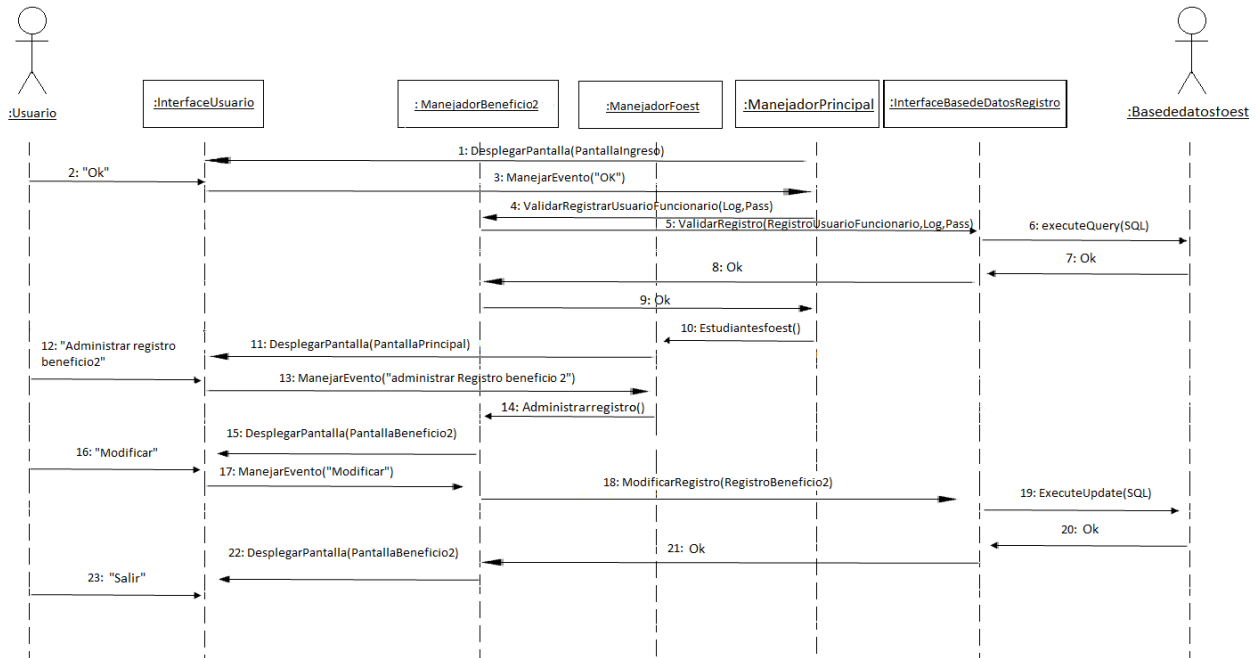 :Usuario
:InterfaceUsuario
: ManejadorBeneficio2
:ManejadorFoest
:ManejadorPrincipal
:InterfaceBasedeDatosRegistro
:Basededatosfoest
1: DesplegarPantalla(PantallaIngreso)
2: "Ok"
3: ManejarEvento("OK")
4: ValidarRegistrarUsuarioFuncionario(Log,Pass)
5: ValidarRegistro(RegistroUsuarioFuncionario,Log,Pass)
6: executeQuery(SQL)
7: Ok
8: Ok
9: Ok
10: Estudiantesfoest()
11: DesplegarPantalla(PantallaPrincipal)
12: "Administrar registro
beneficio2"
13: ManejarEvento("administrar Registro beneficio 2")
14: Administrarregistro()
15: DesplegarPantalla(PantallaBeneficio2)
16: "Modificar"
17: ManejarEvento("Modificar")
18: ModificarRegistro(RegistroBeneficio2)
19: ExecuteUpdate(SQL)
20: Ok
21: Ok
22: DesplegarPantalla(PantallaBeneficio2)
23: "Salir"